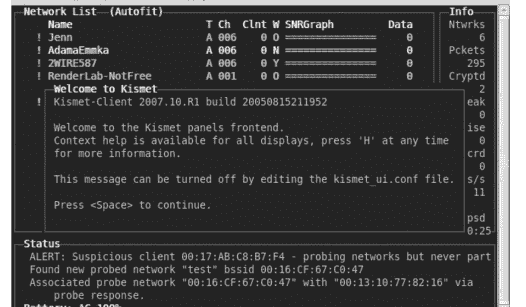 Network List (Autofit)
Name T Ch Clnt W SNRGraph Data
! Jenn A 006 0 O 0
! AdamaEmmka A 006 0 N 0
! 2WIRE587 A 006 0 Y 0
! RenderLab-NotFree A 001 0 O 0
!
Info
Ntwrks
6
Pckets
295
Cryptd
2
eak
0
ise
0
crd
0
s/s
11
psd
0:25
Welcome to Kismet
Kismet-Client 2007.10.R1 build 20050815211952
Welcome to the Kismet panels frontend.
Context help is available for all displays, press 'H' at any time
for more information.
This message can be turned off by editing the kismet_ui.conf file.
Press <Space> to continue.
Status
ALERT: Suspicious client 00:17:AB:C8:B7:F4 - probing networks but never part
Found new probed network "test" bssid 00:16:CF:67:C0:47
Associated probe network "00:16:CF:67:C0:47" with "00:13:10:77:82:16" via
probe response.
Battery: AC 100%